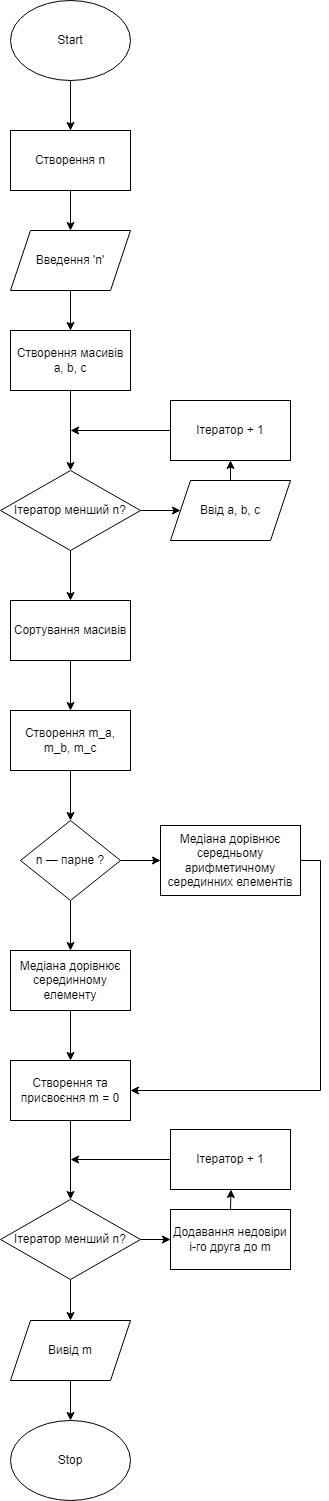 Start
Створення n
Введення 'n'
Створення масивів
a, b, c
Ітератор + 1
Ітератор менший n?
Ввід a, b, c
Сортування масивів
Створення m_a,
m_b, m_c
n — парне ?
Медіана дорівнює
середньому
арифметичному
серединних елементів
Медіана дорівнює
серединному
елементу
Створення та
присвоєння m = 0
Ітератор + 1
Ітератор менший n?
Додавання недовіри
i-го друга до m
Вивід m
Stop